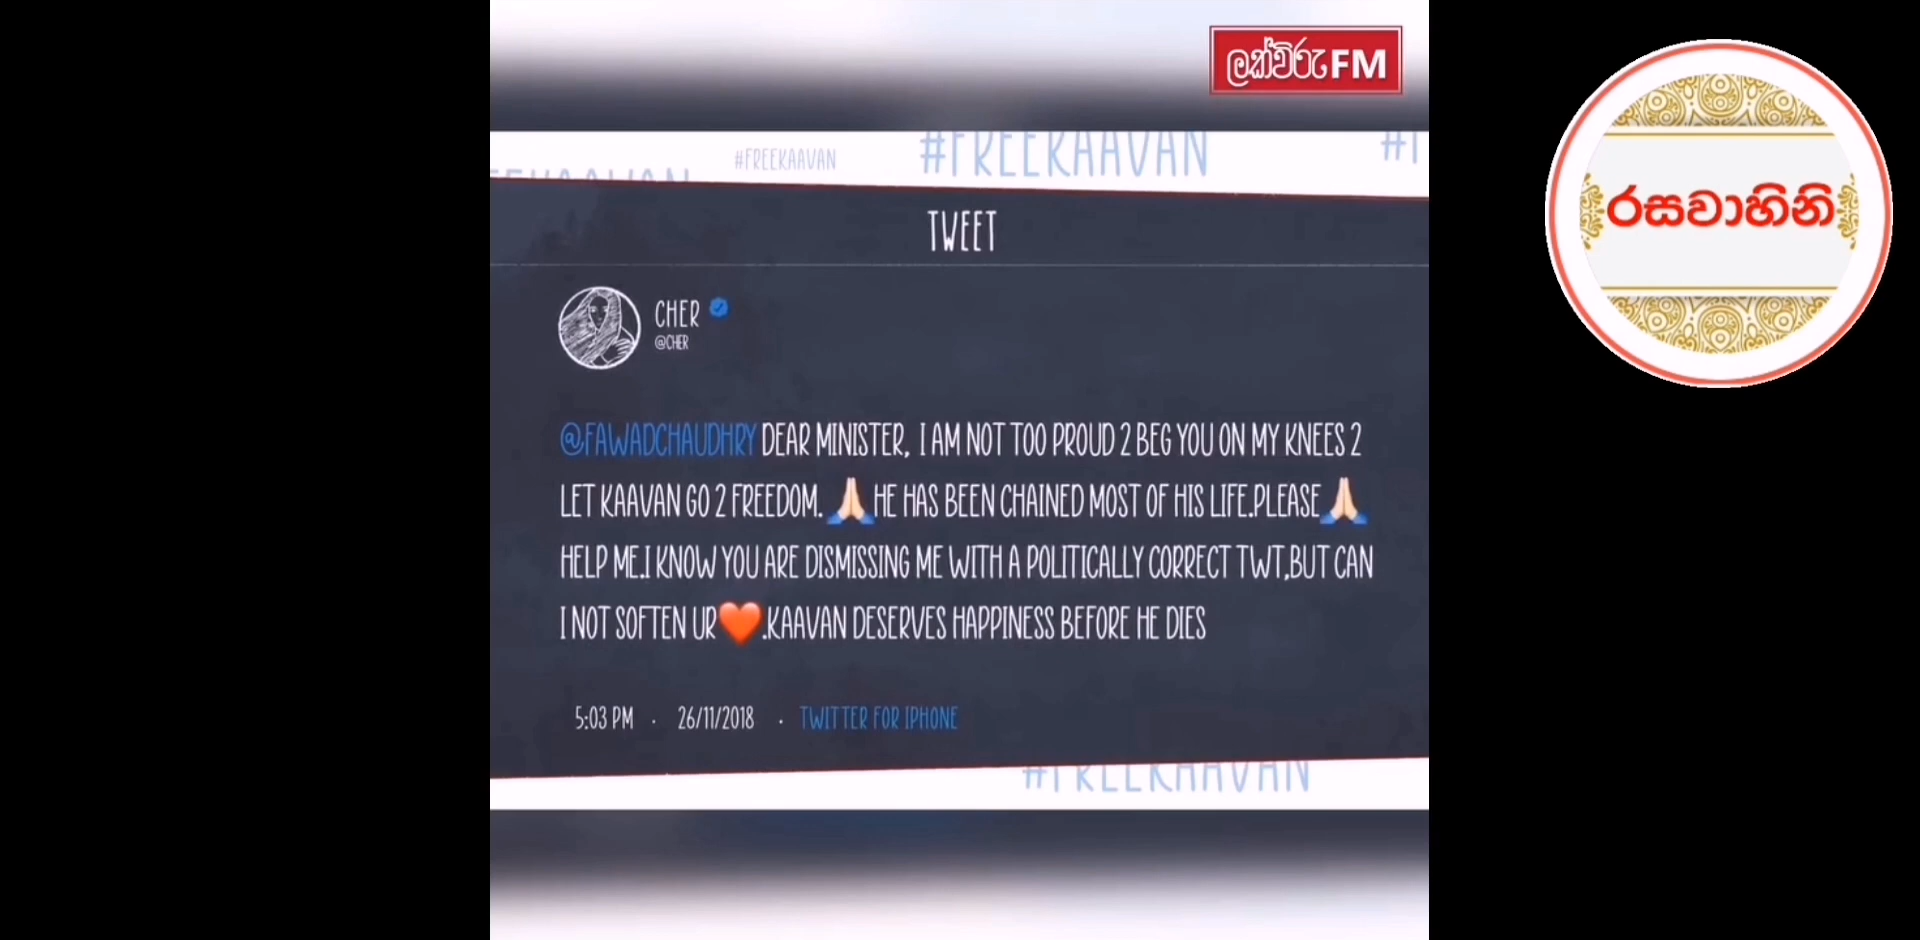 ලක්විරු FM
#FREEKAAVAN
#FREEKAAVAN
TWEET
CHER
@CHER
රසවාහිනි
@FAWADCHAUDHRY DEAR MINISTER, I AM NOT TOO PROUD 2 BEG YOU ON MY KNEES 2
LET KAAVAN GO 2 FREEDOM. 🙏 HE HAS BEEN CHAINED MOST OF HIS LIFE.PLEASE 🙏
HELP ME.I KNOW YOU ARE DISMISSING ME WITH A POLITICALLY CORRECT TWT,BUT CAN
I NOT SOFTEN UR❤️.KAAVAN DESERVES HAPPINESS BEFORE HE DIES
5:03 PM · 26/11/2018 · TWITTER FOR IPHONE
#FREEKAAVAN